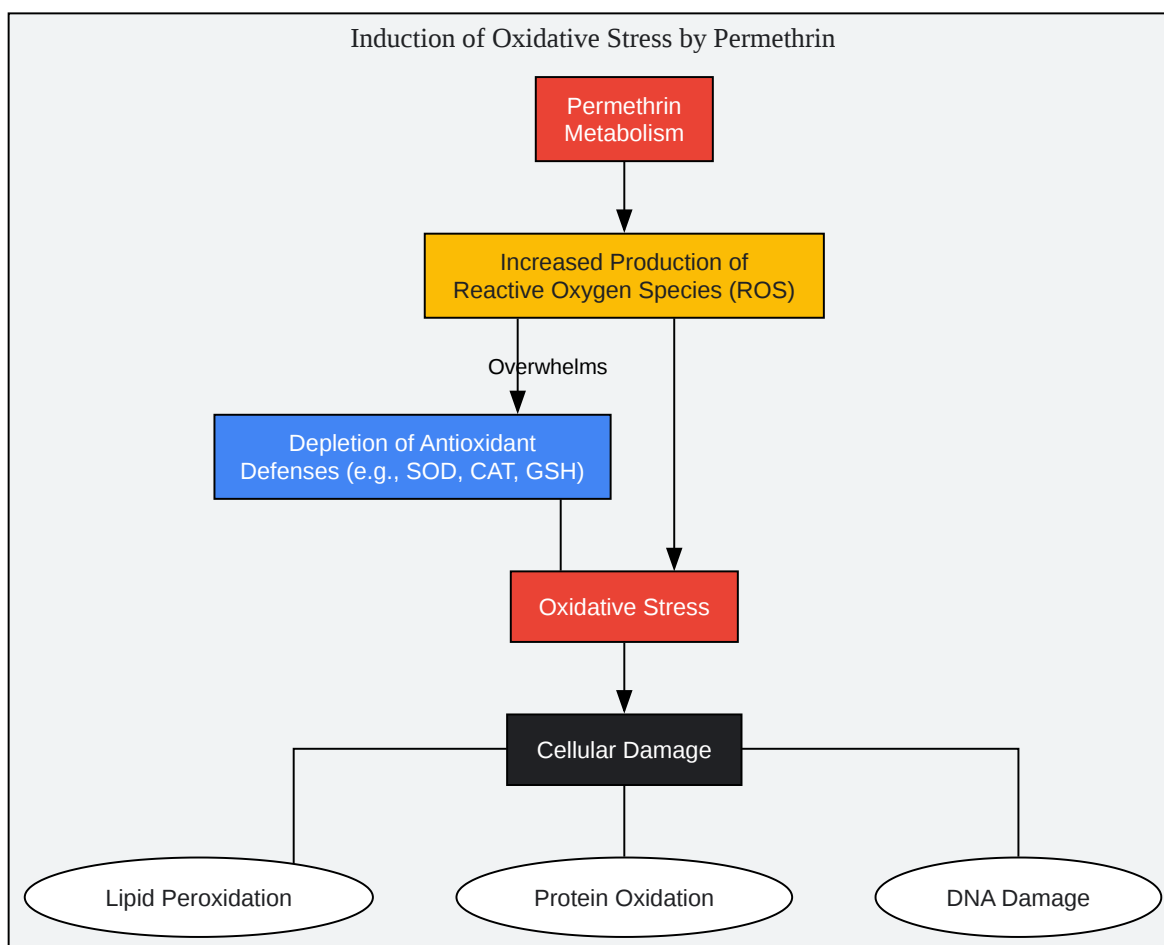 Induction of Oxidative Stress by Permethrin
Permethrin
Metabolism
Increased Production of
Reactive Oxygen Species (ROS)
Overwhelms
Depletion of Antioxidant
Defenses (e.g., SOD, CAT, GSH)
Oxidative Stress
Cellular Damage
Lipid Peroxidation
Protein Oxidation
DNA Damage